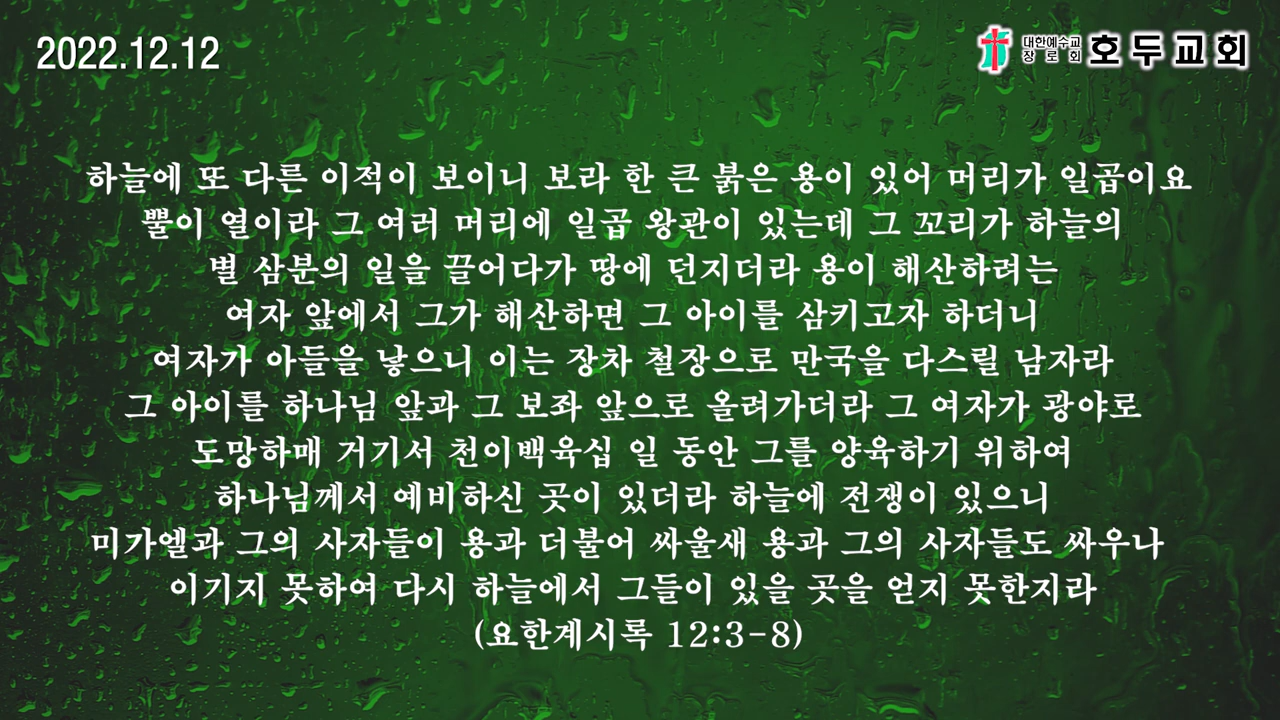 2022.12.12
대한예수교
장로회
호두교회
하늘에 또 다른 이적이 보이니 보라 한 큰 붉은 용이 있어 머리가 일곱이요
뿔이 열이라 그 여러 머리에 일곱 왕관이 있는데 그 꼬리가 하늘의
별 삼분의 일을 끌어다가 땅에 던지더라 용이 해산하려는
여자 앞에서 그가 해산하면 그 아이를 삼키고자 하더니
여자가 아들을 낳으니 이는 장차 철장으로 만국을 다스릴 남자라
그 아이를 하나님 앞과 그 보좌 앞으로 올려가더라 그 여자가 광야로
도망하매 거기서 천이백육십 일 동안 그를 양육하기 위하여
하나님께서 예비하신 곳이 있더라 하늘에 전쟁이 있으니
미가엘과 그의 사자들이 용과 더불어 싸울새 용과 그의 사자들도 싸우나
이기지 못하여 다시 하늘에서 그들이 있을 곳을 얻지 못한지라
(요한계시록 12:3-8)